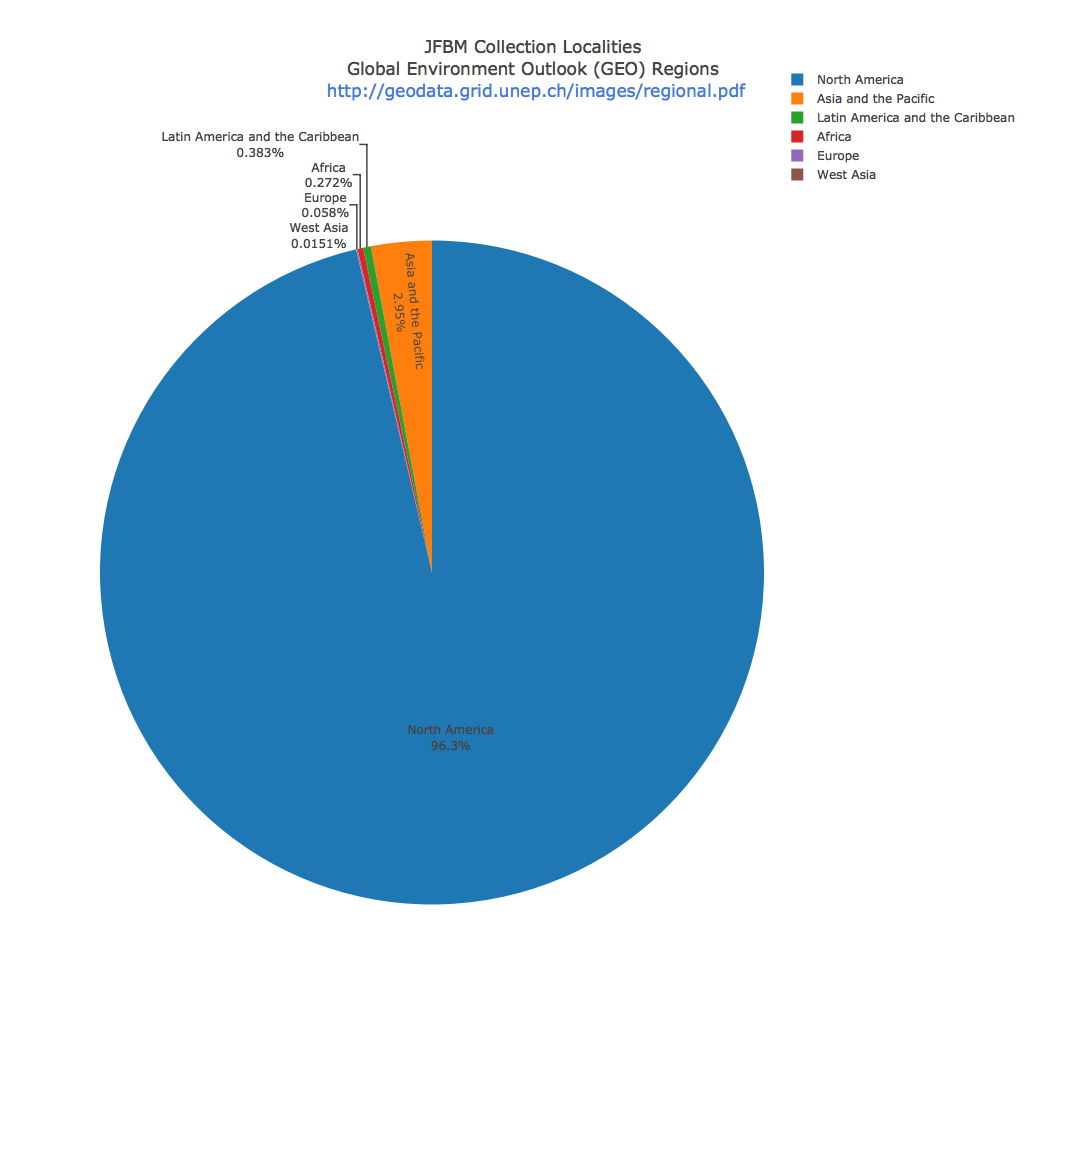 JFBM Collection Localities
Global Environment Outlook (GEO) Regions
http://geodata.grid.unep.ch/images/regional.pdf
North America
Asia and the Pacific
Latin America and the Caribbean
Africa
Europe
West Asia
Latin America and the Caribbean
0.383%
Africa
0.272%
Europe
0.058%
West Asia
0.0151%
Asia and the Pacific
2.95%
North America
96.3%